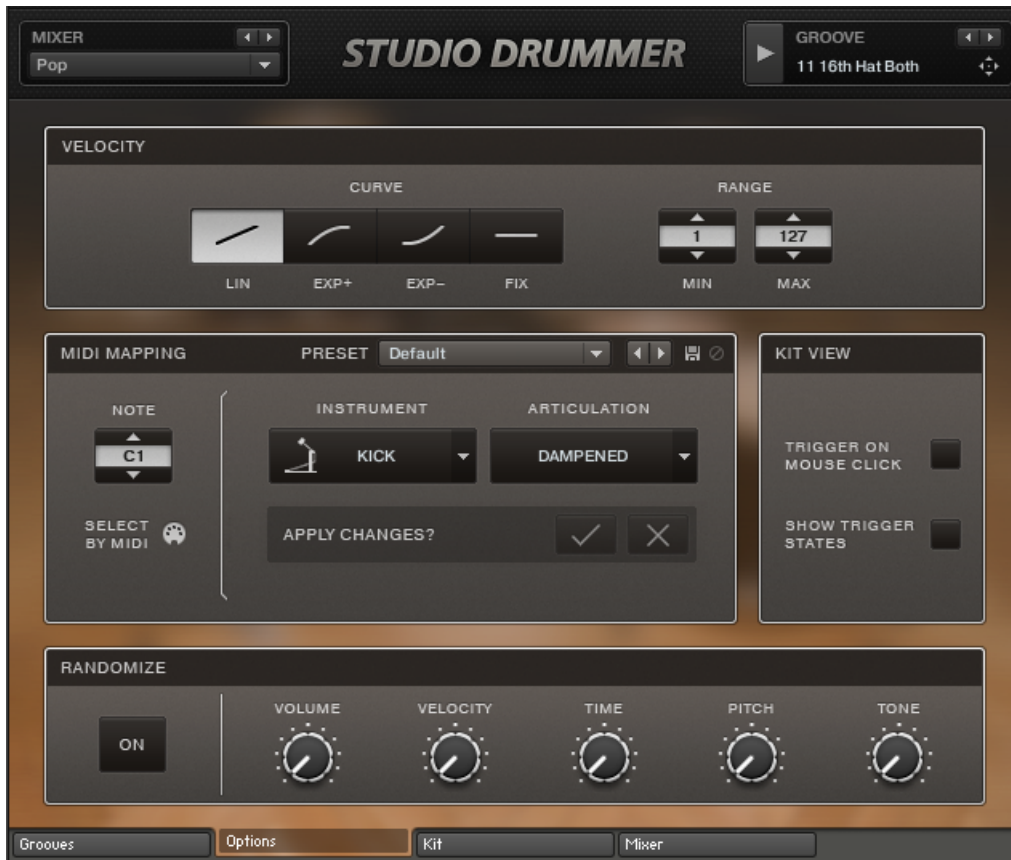 MIXER
Pop
STUDIO DRUMMER
GROOVE
11 16th Hat Both
VELOCITY
CURVE
RANGE
1
127
LIN EXP+ EXP− FIX MIN MAX
MIDI MAPPING
PRESET Default
NOTE
C1
SELECT
BY MIDI
INSTRUMENT
ARTICULATION
KICK
DAMPENED
APPLY CHANGES?
KIT VIEW
TRIGGER ON
MOUSE CLICK
SHOW TRIGGER
STATES
RANDOMIZE
ON
VOLUME VELOCITY TIME PITCH TONE
Grooves Options Kit Mixer